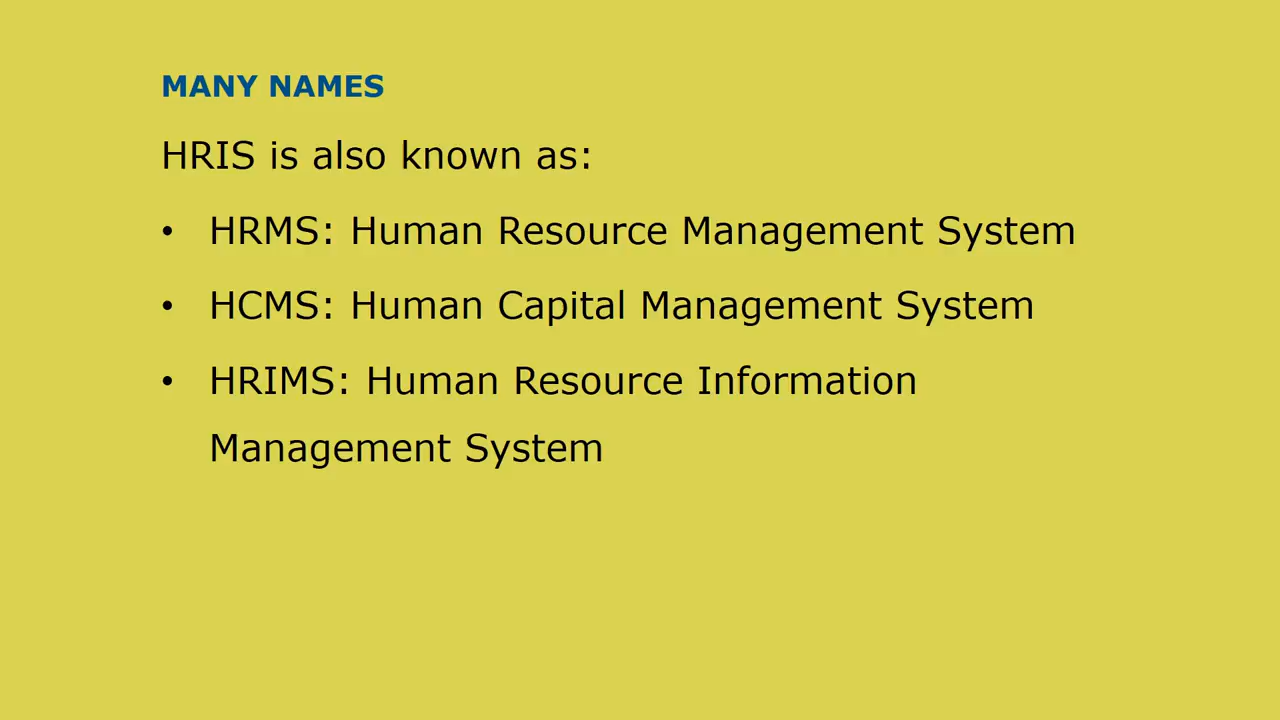 MANY NAMES
HRIS is also known as:
• HRMS: Human Resource Management System
• HCMS: Human Capital Management System
• HRIMS: Human Resource Information
Management System